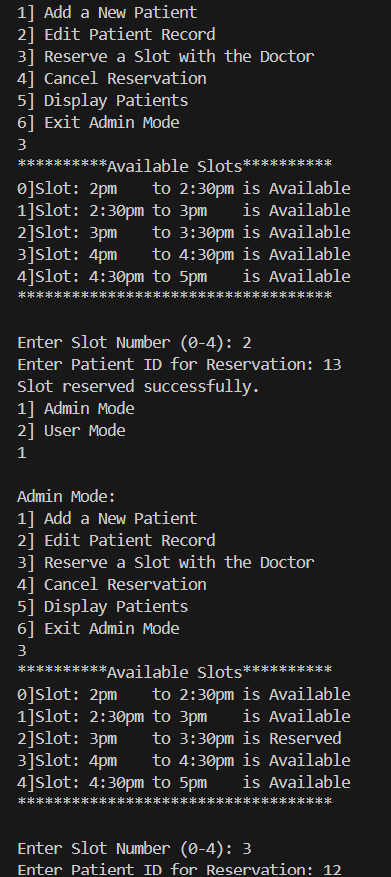 1] Add a New Patient
2] Edit Patient Record
3] Reserve a Slot with the Doctor
4] Cancel Reservation
5] Display Patients
6] Exit Admin Mode
3
**********Available Slots**********
0]Slot: 2pm    to 2:30pm is Available
1]Slot: 2:30pm to 3pm    is Available
2]Slot: 3pm    to 3:30pm is Available
3]Slot: 4pm    to 4:30pm is Available
4]Slot: 4:30pm to 5pm    is Available
***********************************

Enter Slot Number (0-4): 2
Enter Patient ID for Reservation: 13
Slot reserved successfully.
1] Admin Mode
2] User Mode
1

Admin Mode:
1] Add a New Patient
2] Edit Patient Record
3] Reserve a Slot with the Doctor
4] Cancel Reservation
5] Display Patients
6] Exit Admin Mode
3
**********Available Slots**********
0]Slot: 2pm    to 2:30pm is Available
1]Slot: 2:30pm to 3pm    is Available
2]Slot: 3pm    to 3:30pm is Reserved
3]Slot: 4pm    to 4:30pm is Available
4]Slot: 4:30pm to 5pm    is Available
***********************************

Enter Slot Number (0-4): 3
Enter Patient ID for Reservation: 12